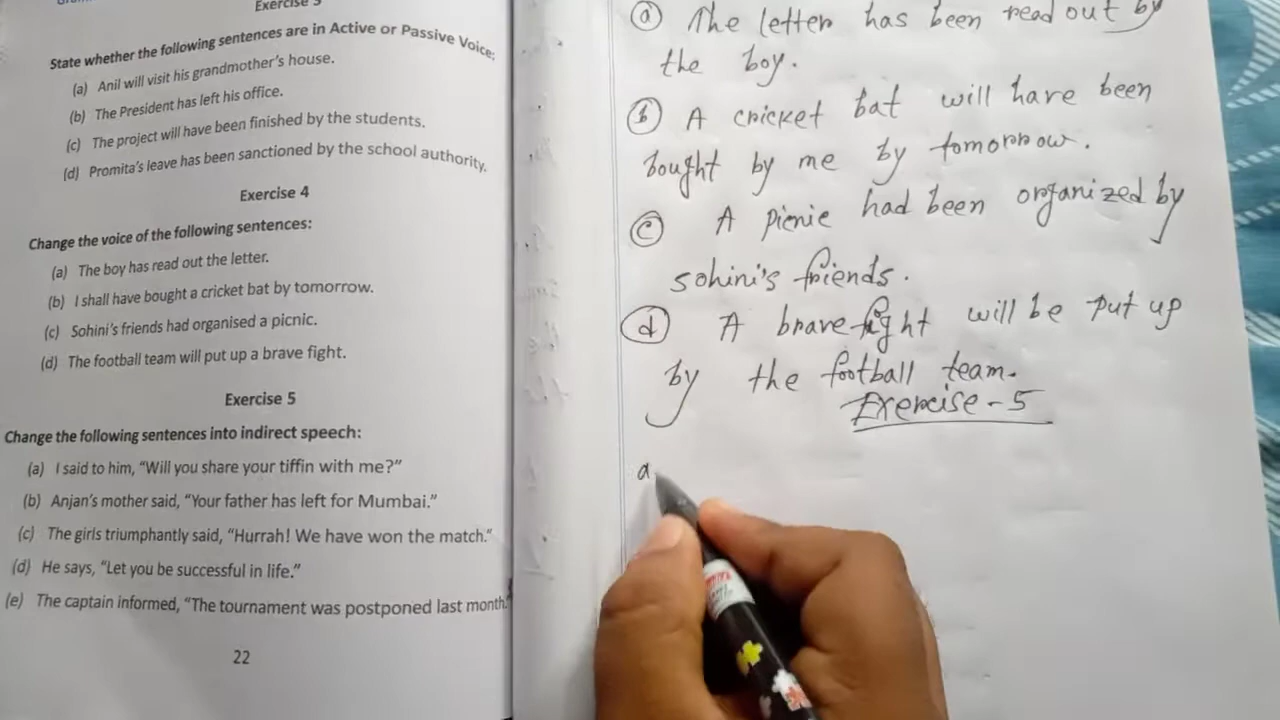 Exercise 3
State whether the following sentences are in Active or Passive Voice:
(a) Anil will visit his grandmother's house.
(b) The President has left his office.
(c) The project will have been finished by the students.
(d) Promita's leave has been sanctioned by the school authority.
Exercise 4
Change the voice of the following sentences:
(a) The boy has read out the letter.
(b) I shall have bought a cricket bat by tomorrow.
(c) Sohini's friends had organised a picnic.
(d) The football team will put up a brave fight.
Exercise 5
Change the following sentences into indirect speech:
(a) I said to him, "Will you share your tiffin with me?"
(b) Anjan's mother said, "Your father has left for Mumbai."
(c) The girls triumphantly said, "Hurrah! We have won the match."
(d) He says, "Let you be successful in life."
(e) The captain informed, "The tournament was postponed last month."
22
(a) The letter has been read out by
the boy.
(b) A cricket bat will have been
bought by me by tomorrow.
(c) A picnic had been organized by
sohini's friends.
(d) A brave fight will be put up
by the football team.
Exercise-5
a